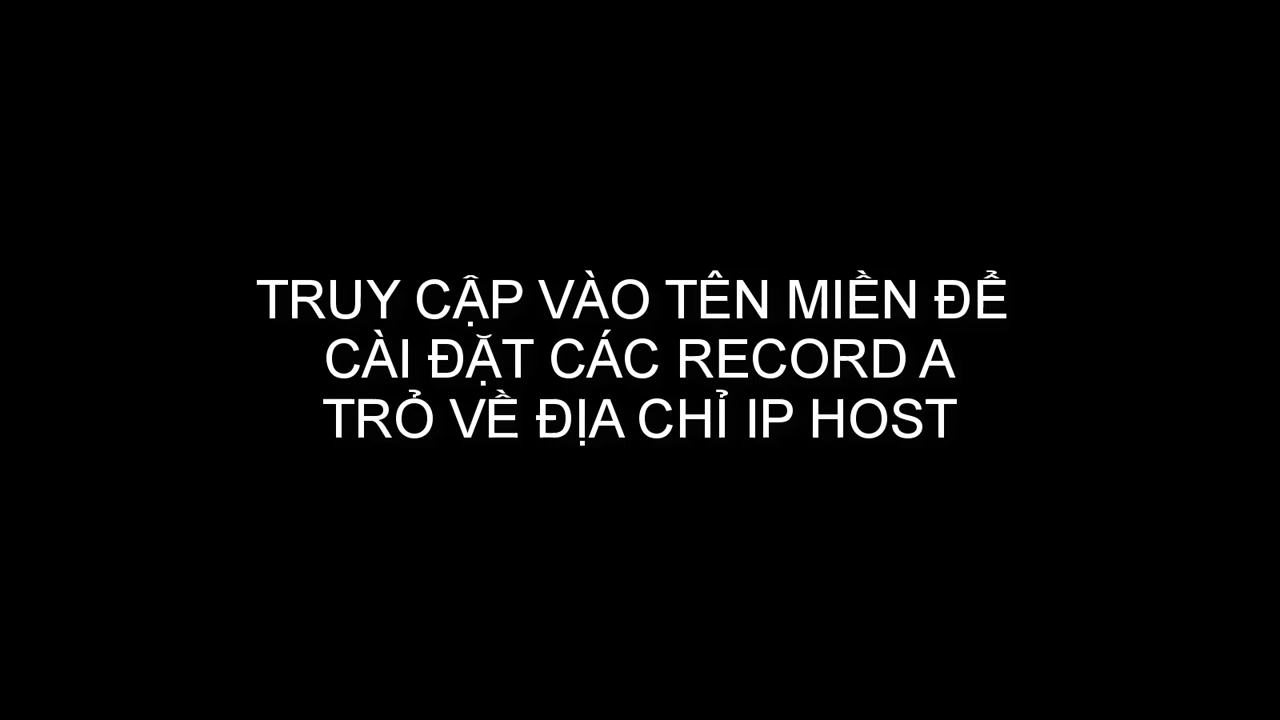 TRUY CẬP VÀO TÊN MIỀN ĐỂ
CÀI ĐẶT CÁC RECORD A
TRỎ VỀ ĐỊA CHỈ IP HOST